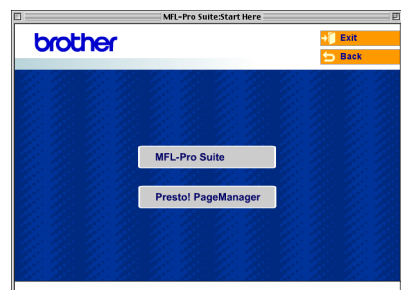 MFL-Pro Suite:Start Here
brother
Exit
Back
MFL-Pro Suite
Presto! PageManager